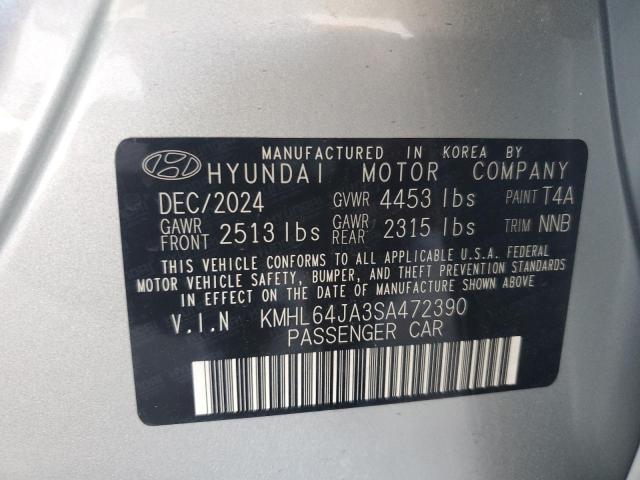 MANUFACTURED IN KOREA BY
HYUNDAI MOTOR COMPANY
DEC/2024 GVWR 4453 lbs PAINT T4A
GAWR FRONT 2513 lbs GAWR REAR 2315 lbs TRIM NNB
THIS VEHICLE CONFORMS TO ALL APPLICABLE U.S.A. FEDERAL
MOTOR VEHICLE SAFETY, BUMPER, AND THEFT PREVENTION STANDARDS
IN EFFECT ON THE DATE OF MANUFACTURE SHOWN ABOVE.
V.I.N KMHL64JA3SA472390
PASSENGER CAR